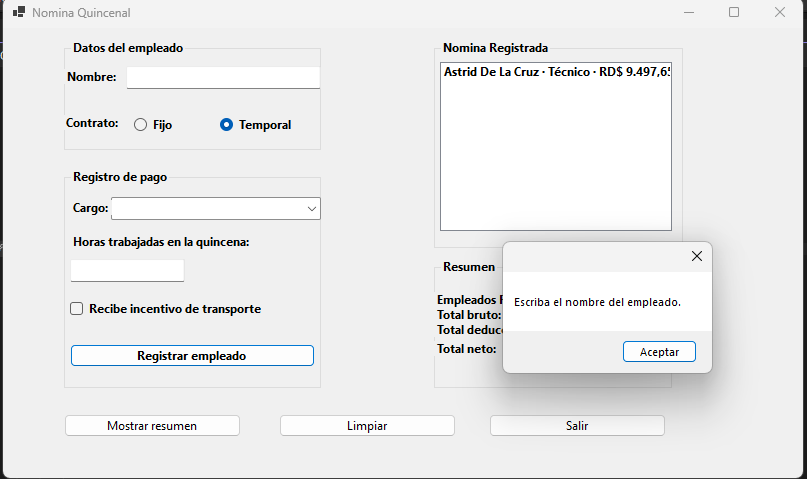 Nomina Quincenal
Datos del empleado
Nombre:
Contrato:
Fijo
Temporal
Registro de pago
Cargo:
Horas trabajadas en la quincena:
Recibe incentivo de transporte
Registrar empleado
Nomina Registrada
Astrid De La Cruz · Técnico · RD$ 9.497,65
Resumen
Empleados
Total bruto:
Total deduc
Total neto:
Escriba el nombre del empleado.
Aceptar
Mostrar resumen
Limpiar
Salir